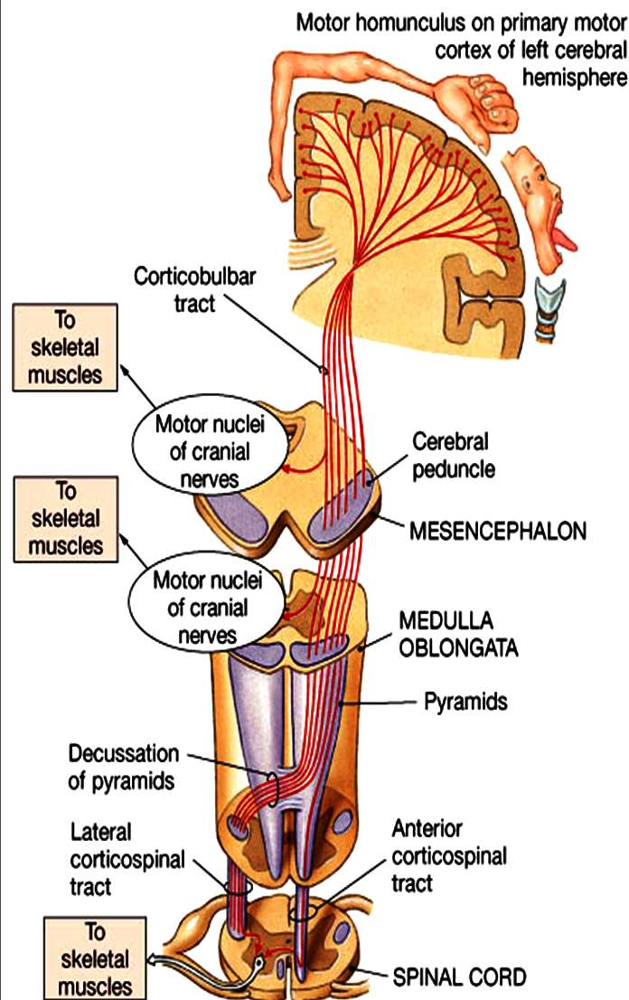 Motor homunculus on primary motor
cortex of left cerebral
hemisphere
Corticobulbar
tract
To
skeletal
muscles
Motor nuclei
of cranial
nerves
Cerebral
peduncle
To
skeletal
muscles
MESENCEPHALON
Motor nuclei
of cranial
nerves
MEDULLA
OBLONGATA
Pyramids
Decussation
of pyramids
Lateral
corticospinal
tract
Anterior
corticospinal
tract
To
skeletal
muscles
SPINAL CORD